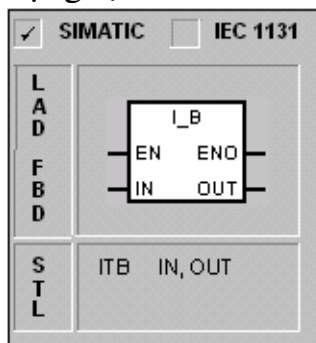 ✓ SIMATIC IEC 1131
LAD
FBD
I_B
EN ENO
IN OUT
STL
ITB IN, OUT